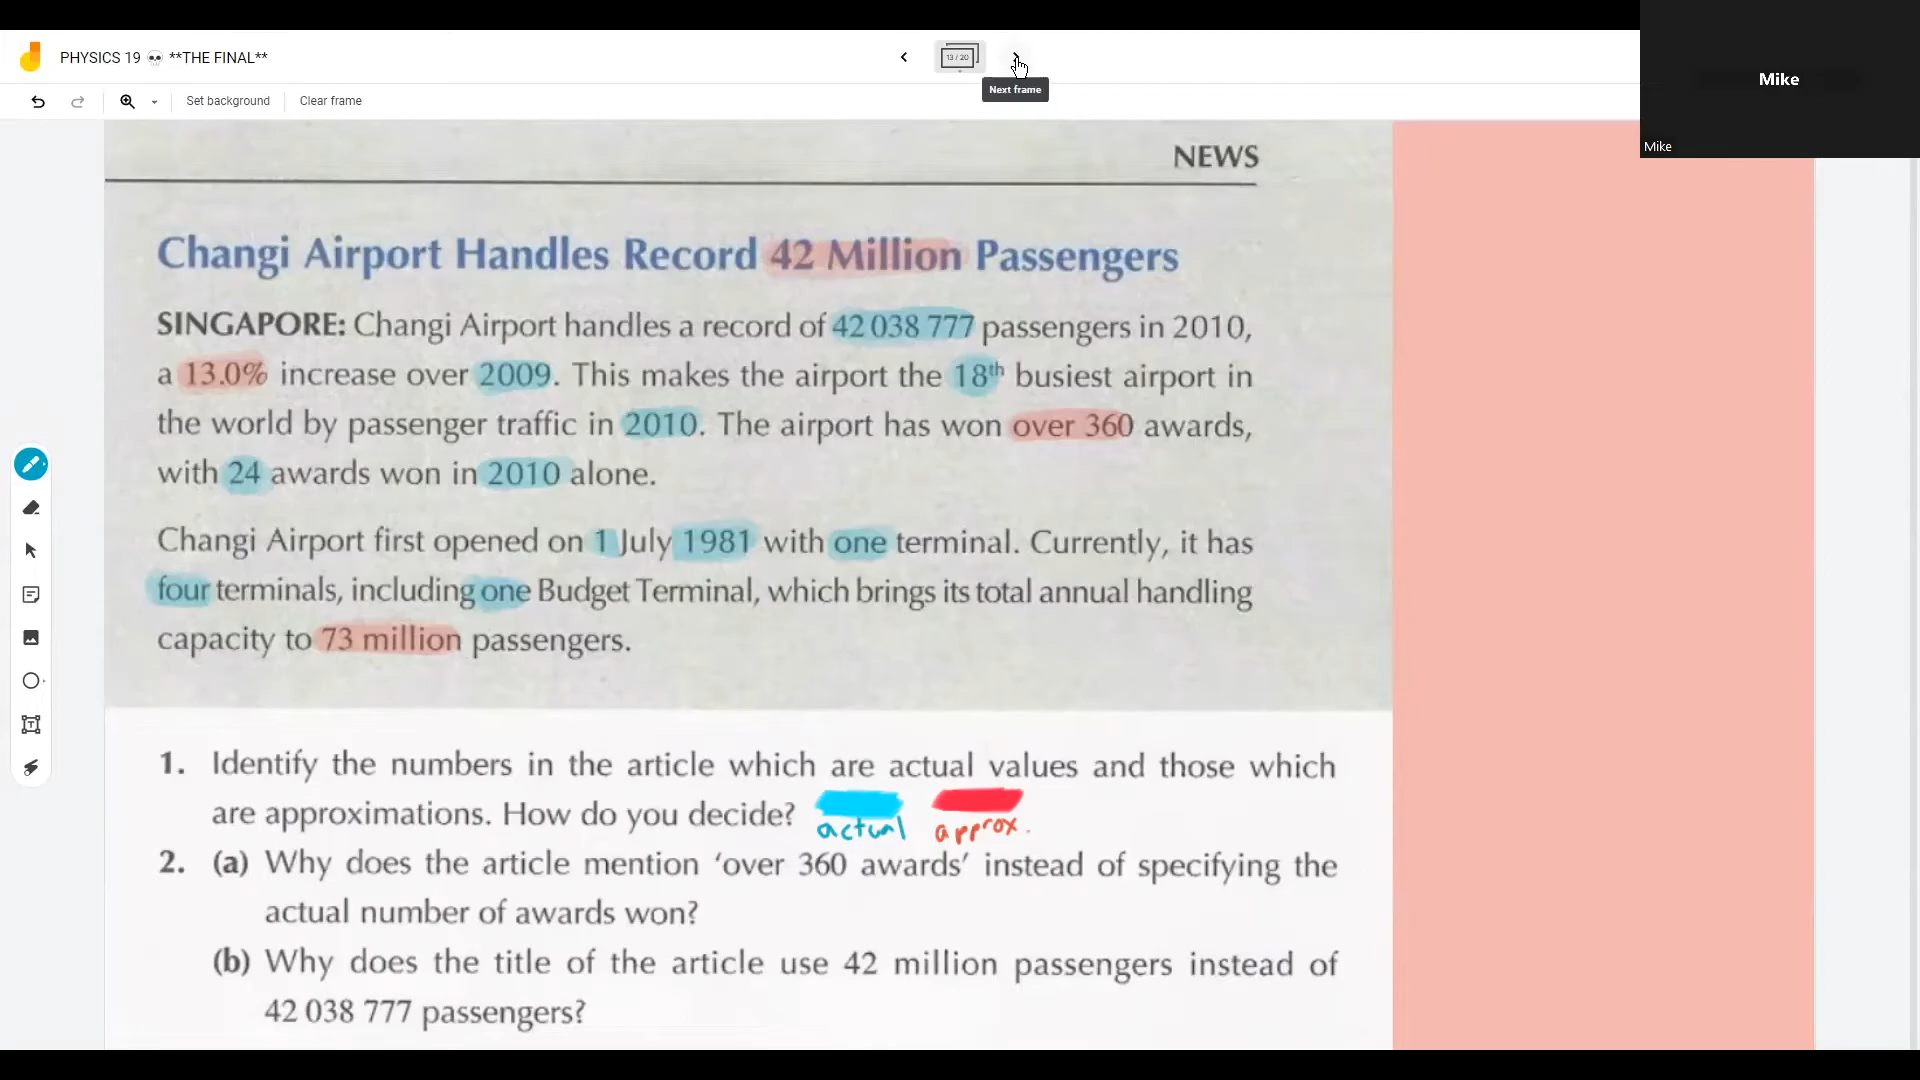 PHYSICS 19 💀 **THE FINAL**
13 / 20
Next frame
Mike
Mike
Set background
Clear frame
NEWS
Changi Airport Handles Record 42 Million Passengers
SINGAPORE: Changi Airport handles a record of 42 038 777 passengers in 2010,
a 13.0% increase over 2009. This makes the airport the 18th busiest airport in
the world by passenger traffic in 2010. The airport has won over 360 awards,
with 24 awards won in 2010 alone.
Changi Airport first opened on 1 July 1981 with one terminal. Currently, it has
four terminals, including one Budget Terminal, which brings its total annual handling
capacity to 73 million passengers.
1. Identify the numbers in the article which are actual values and those which
are approximations. How do you decide?
actual approx.
2. (a) Why does the article mention ‘over 360 awards’ instead of specifying the
actual number of awards won?
(b) Why does the title of the article use 42 million passengers instead of
42 038 777 passengers?